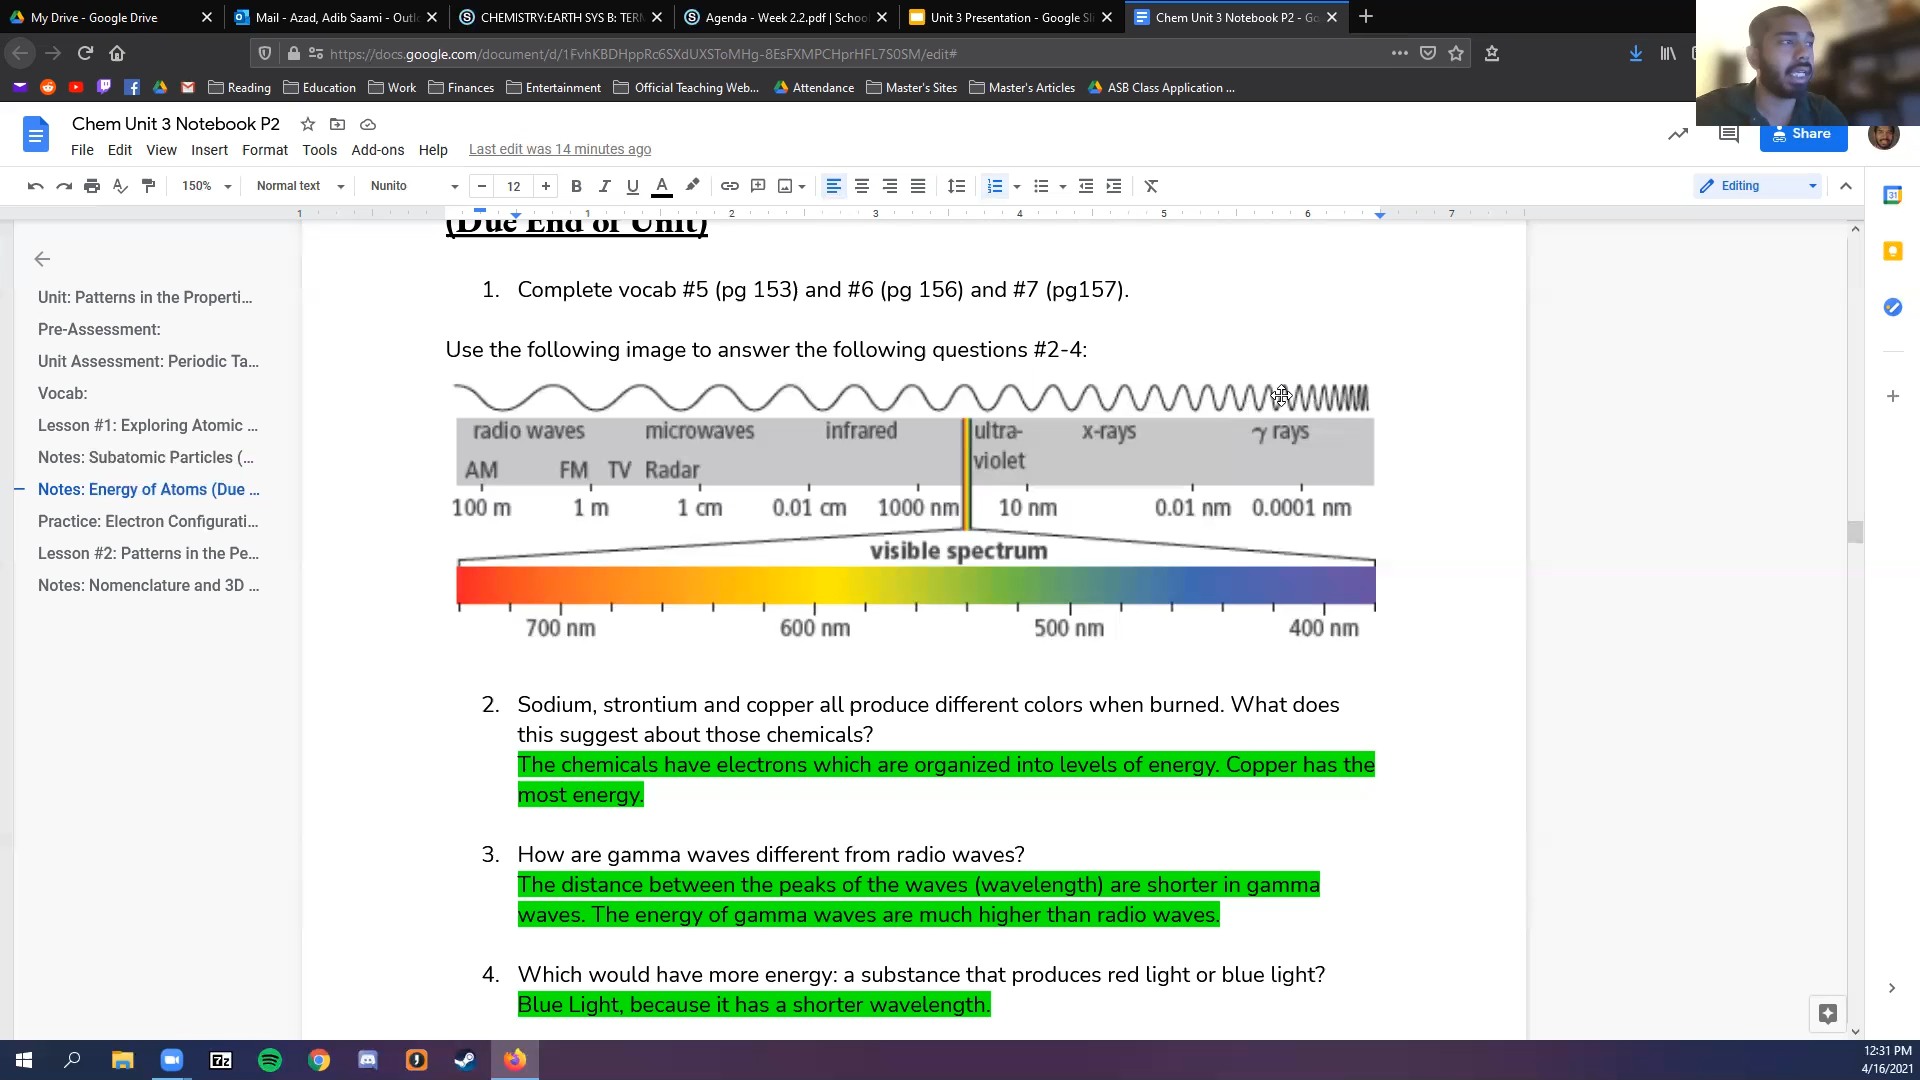 My Drive - Google Drive
Mail - Azad, Adib Saami - Outlo
CHEMISTRY:EARTH SYS B: TERM
Agenda - Week 2.2.pdf | School
Unit 3 Presentation - Google Sli
Chem Unit 3 Notebook P2 - Go
https://docs.google.com/document/d/1FvhKBDHppRc6SXdUXSToMHg-8EsFXMPCHprHFL7S0SM/edit#
Reading
Education
Work
Finances
Entertainment
Official Teaching Web...
Attendance
Master's Sites
Master's Articles
ASB Class Application ...
Chem Unit 3 Notebook P2
File Edit View Insert Format Tools Add-ons Help Last edit was 14 minutes ago
Share
150% Normal text Nunito 12 Editing
1 1 2 3 4 5 6 7
Unit: Patterns in the Properti...
Pre-Assessment:
Unit Assessment: Periodic Ta...
Vocab:
Lesson #1: Exploring Atomic ...
Notes: Subatomic Particles (...
Notes: Energy of Atoms (Due ...
Practice: Electron Configurati...
Lesson #2: Patterns in the Pe...
Notes: Nomenclature and 3D ...
(Due End of Unit)
1. Complete vocab #5 (pg 153) and #6 (pg 156) and #7 (pg157).
Use the following image to answer the following questions #2-4:
radio waves microwaves infrared ultra- x-rays γ rays
violet
AM FM TV Radar
100 m 1 m 1 cm 0.01 cm 1000 nm 10 nm 0.01 nm 0.0001 nm
visible spectrum
700 nm 600 nm 500 nm 400 nm
2. Sodium, strontium and copper all produce different colors when burned. What does
this suggest about those chemicals?
The chemicals have electrons which are organized into levels of energy. Copper has the
most energy.
3. How are gamma waves different from radio waves?
The distance between the peaks of the waves (wavelength) are shorter in gamma
waves. The energy of gamma waves are much higher than radio waves.
4. Which would have more energy: a substance that produces red light or blue light?
Blue Light, because it has a shorter wavelength.
12:31 PM
4/16/2021